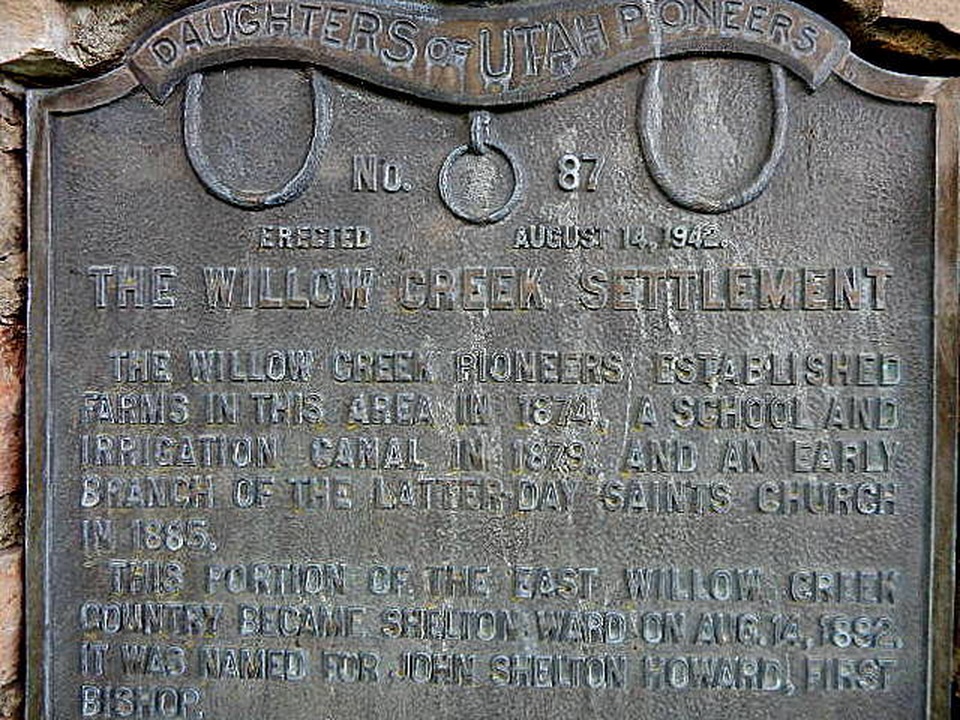 DAUGHTERS OF UTAH PIONEERS
NO. 87
ERECTED AUGUST 14, 1942.
THE WILLOW CREEK SETTLEMENT
THE WILLOW CREEK PIONEERS ESTABLISHED
FARMS IN THIS AREA IN 1874, A SCHOOL AND
IRRIGATION CANAL IN 1879, AND AN EARLY
BRANCH OF THE LATTER-DAY SAINTS CHURCH
IN 1885.
THIS PORTION OF THE EAST WILLOW CREEK
COUNTRY BECAME SHELTON WARD ON AUG. 14, 1892.
IT WAS NAMED FOR JOHN SHELTON HOWARD, FIRST
BISHOP.